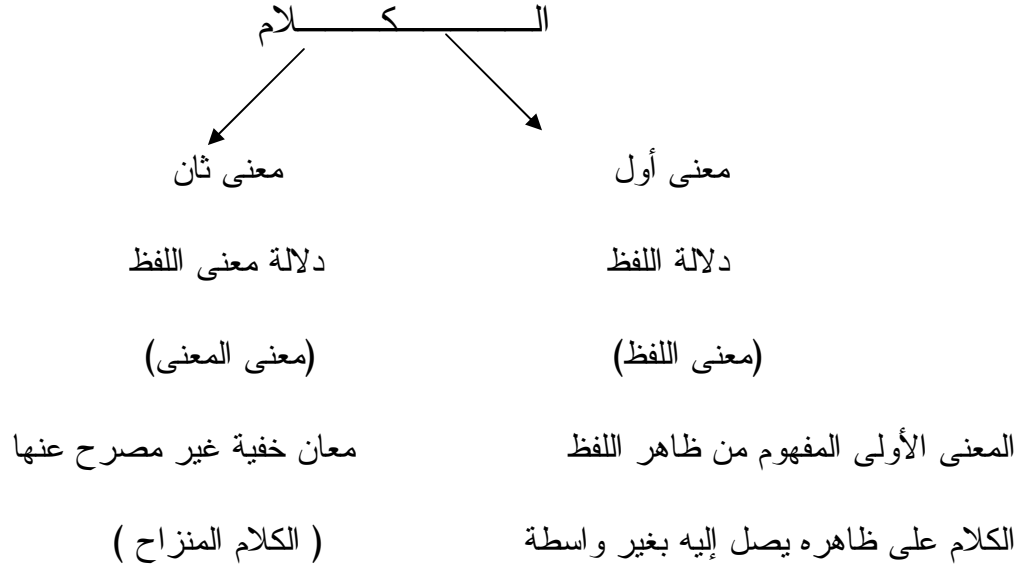 الكلام
معنى أول معنى ثان
دلالة اللفظ دلالة معنى اللفظ
(معنى اللفظ) (معنى المعنى)
المعنى الأولى المفهوم من ظاهر اللفظ معان خفية غير مصرح عنها
الكلام على ظاهره يصل إليه بغير واسطة ( الكلام المنزاح )